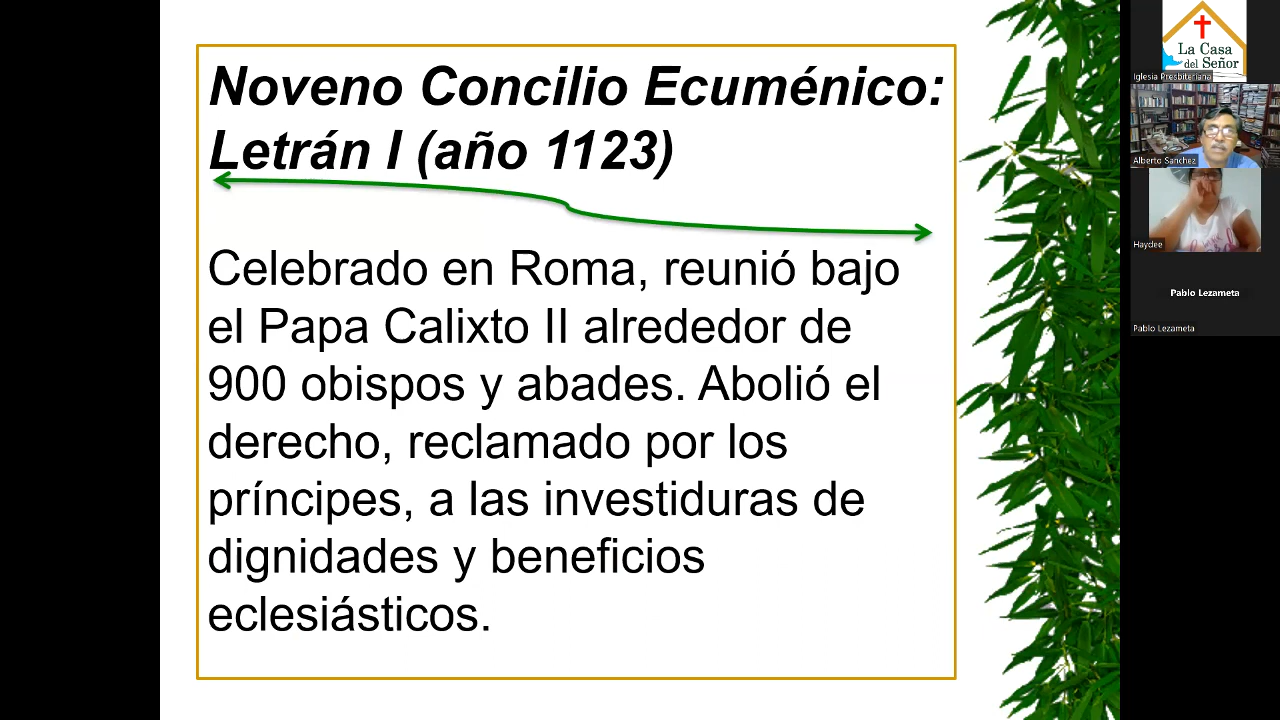 Noveno Concilio Ecuménico:
Letrán I (año 1123)
Celebrado en Roma, reunió bajo
el Papa Calixto II alrededor de
900 obispos y abades. Abolió el
derecho, reclamado por los
príncipes, a las investiduras de
dignidades y beneficios
eclesiásticos.
La Casa
del Señor
Iglesia Presbiteriana
Alberto Sanchez
Haydee
Pablo Lezameta
Pablo Lezameta